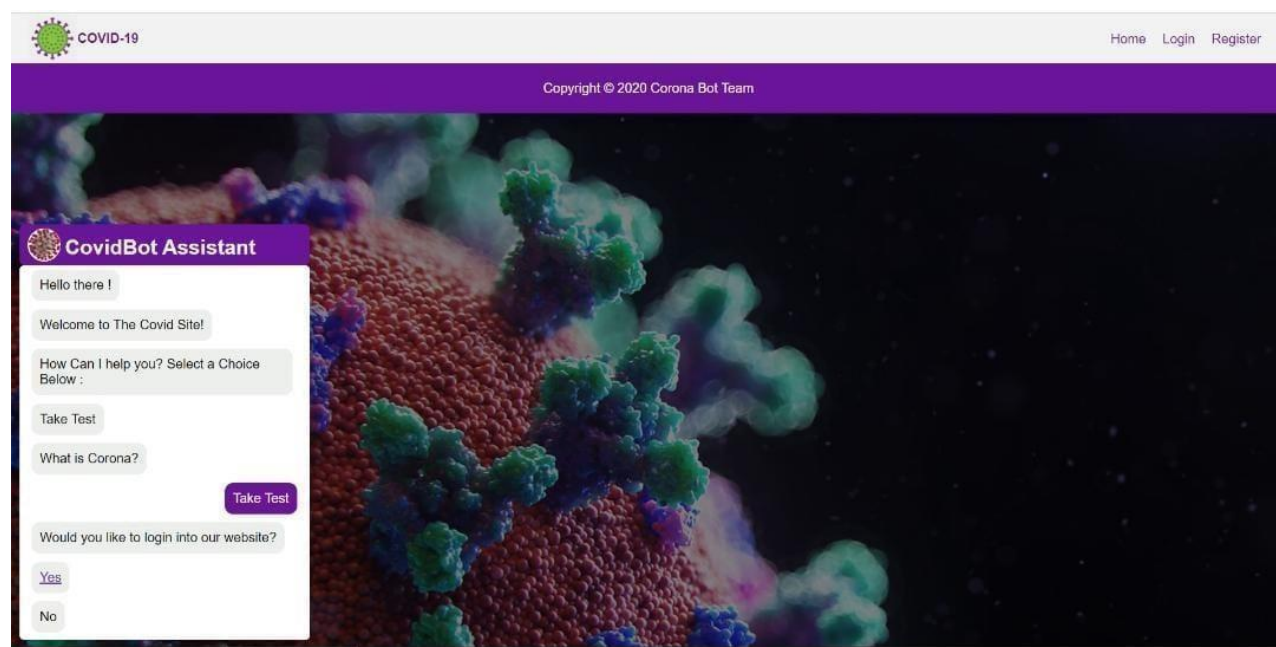 COVID-19
Home Login Register
Copyright © 2020 Corona Bot Team
CovidBot Assistant
Hello there !
Welcome to The Covid Site!
How Can I help you? Select a Choice
Below :
Take Test
What is Corona?
Take Test
Would you like to login into our website?
Yes
No